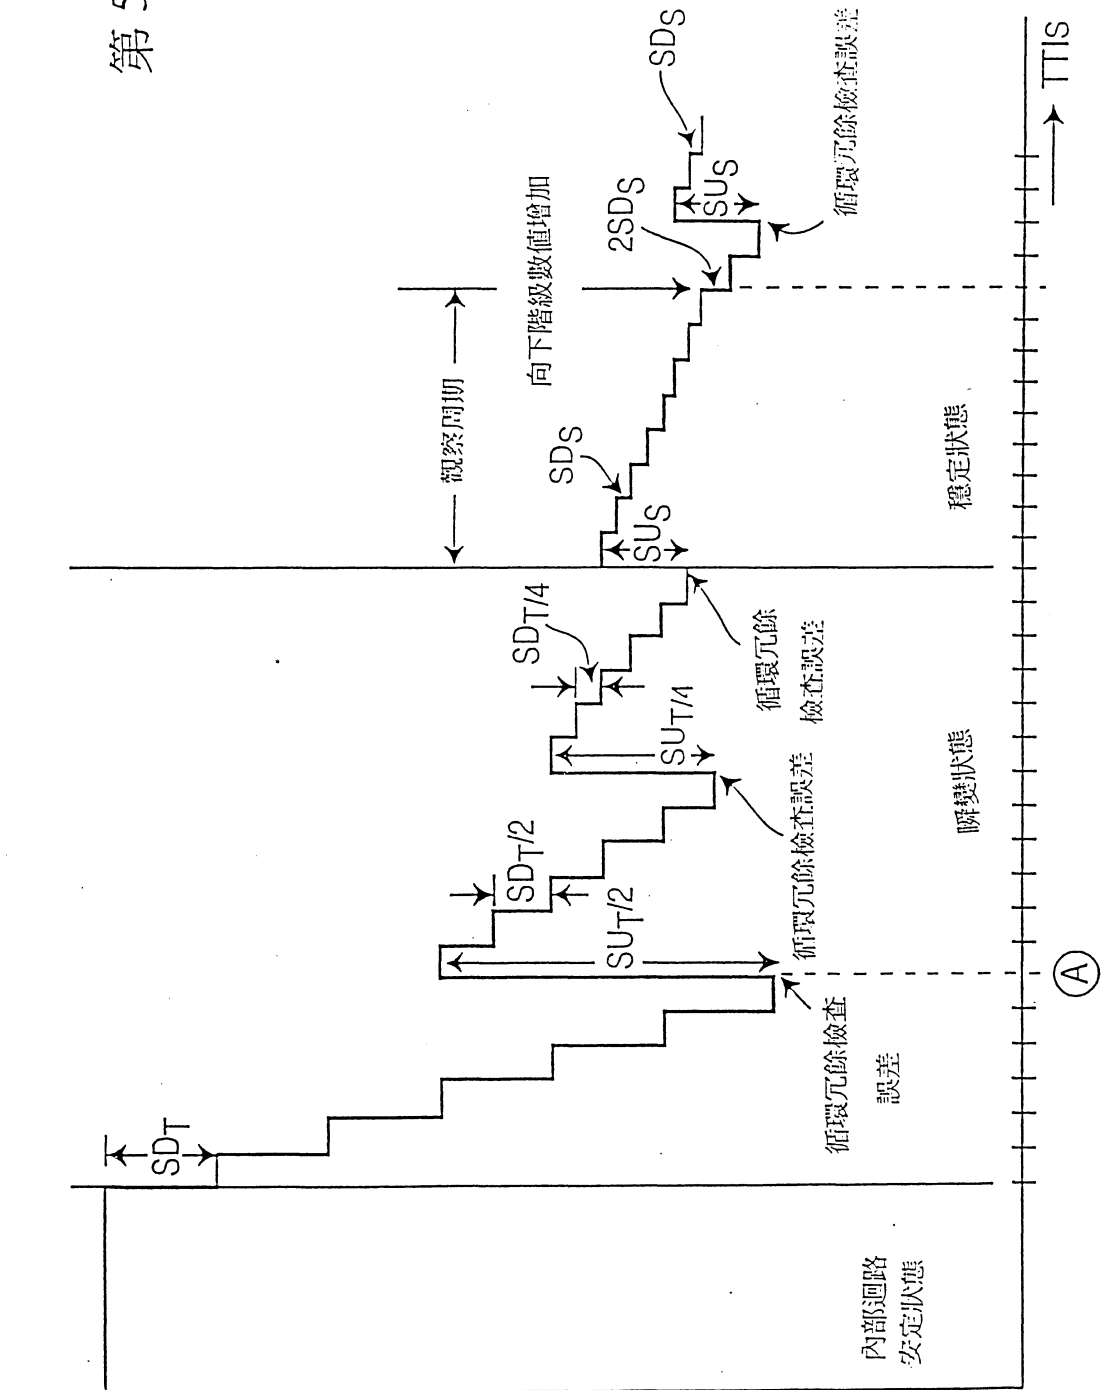 第 5
SDT
SUT/2
SDT/2
SUT/4
SDT/4
SUS
SDS
觀察周期
向下階級數值增加
2SDS
SUS
SDS
循環冗餘檢查
誤差
循環冗餘檢查誤差
循環冗餘
檢查誤差
循環冗餘檢查誤差
內部迴路
安定狀態
瞬變狀態
穩定狀態
A
TTIS